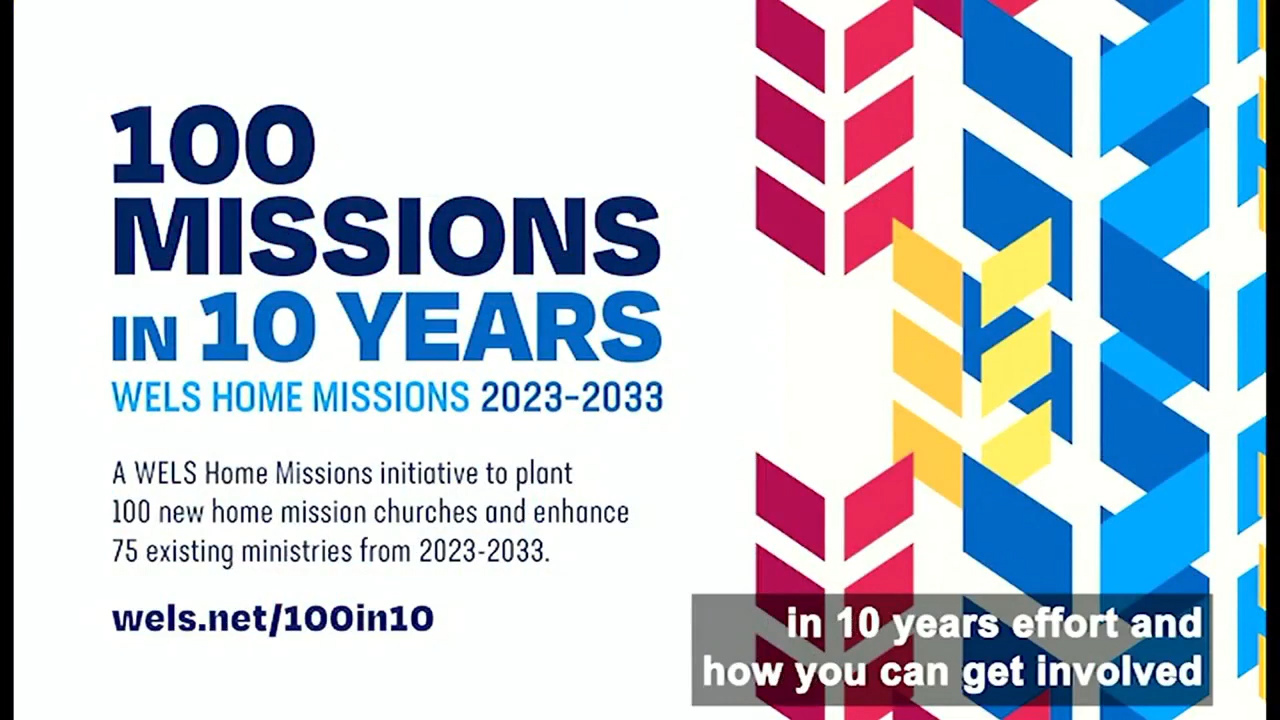 100
MISSIONS
IN 10 YEARS
WELS HOME MISSIONS 2023-2033
A WELS Home Missions initiative to plant
100 new home mission churches and enhance
75 existing ministries from 2023-2033.
wels.net/100in10
in 10 years effort and
how you can get involved